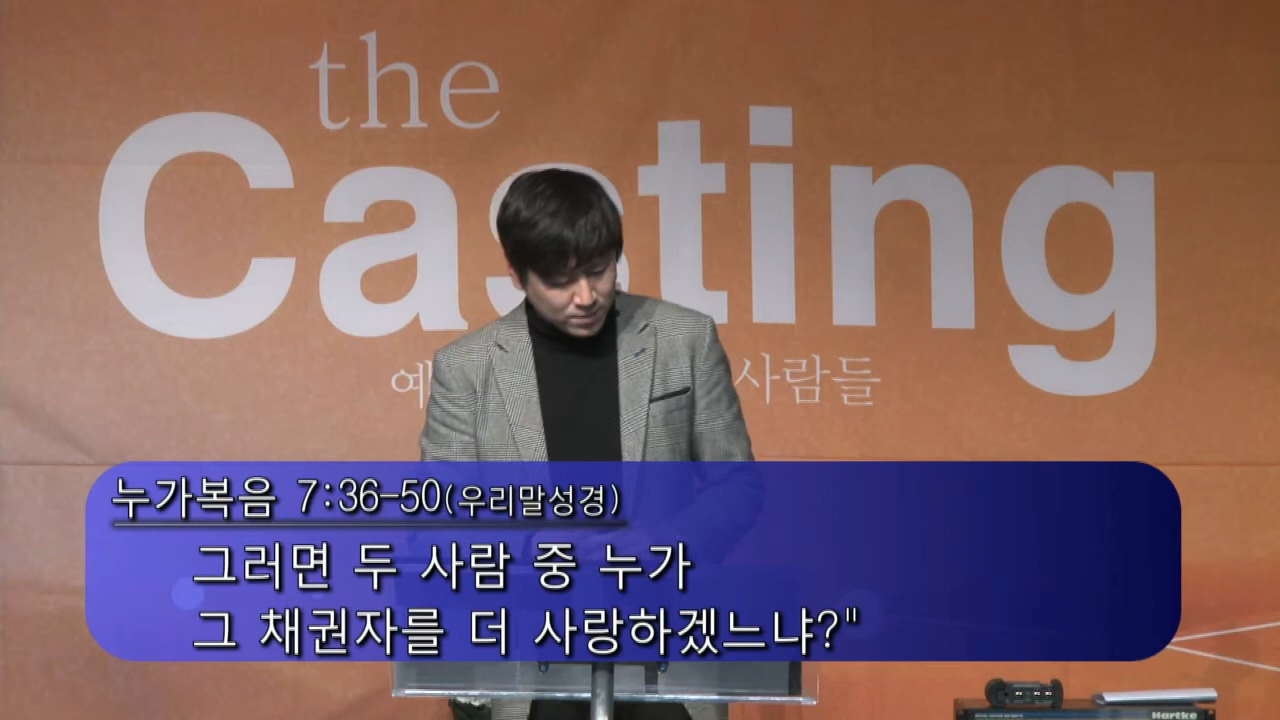 the
Casting
예
사람들
누가복음 7:36-50(우리말성경)
그러면 두 사람 중 누가
그 채권자를 더 사랑하겠느냐?"
Hartke